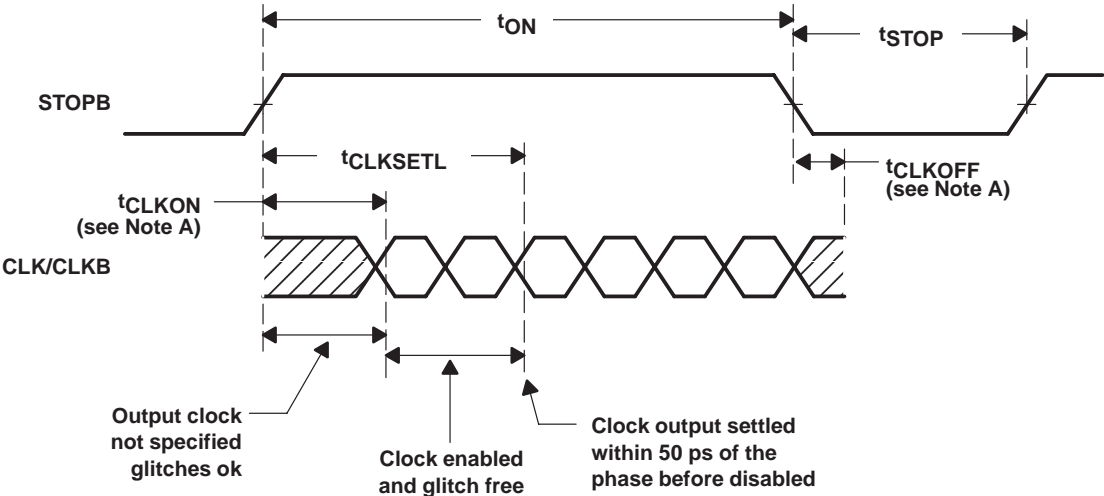 tON
tSTOP
STOPB
tCLKSETL
tCLKOFF
(see Note A)
tCLKON
(see Note A)
CLK/CLKB
Output clock
not specified
glitches ok
Clock enabled
and glitch free
Clock output settled
within 50 ps of the
phase before disabled